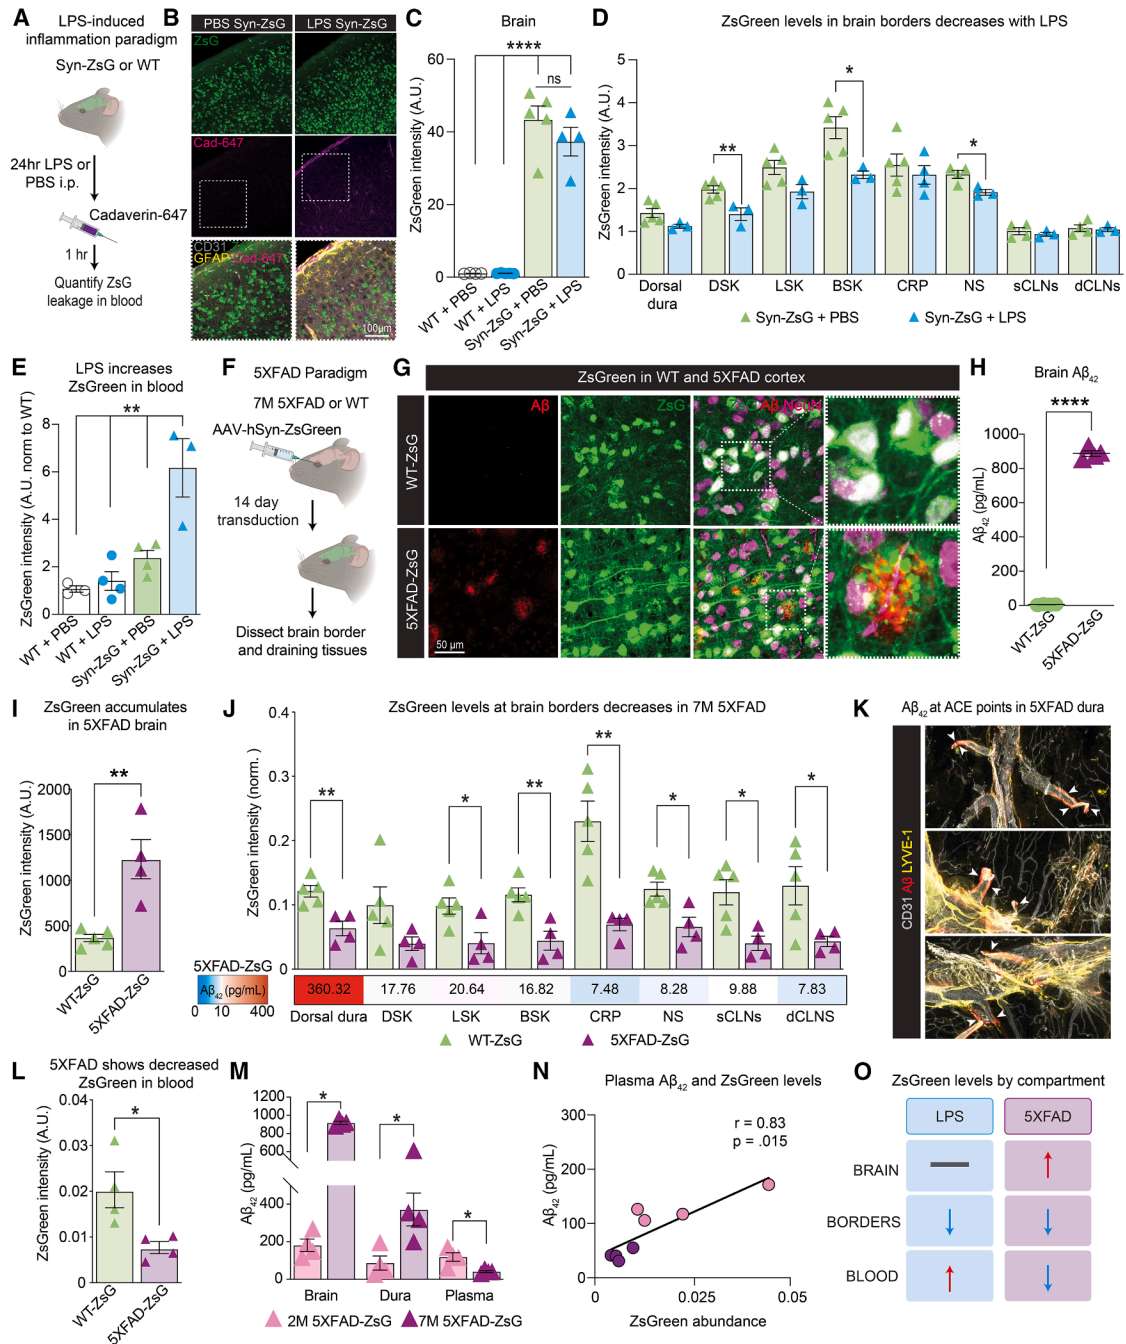 A
LPS-induced
inflammation paradigm
Syn-ZsG or WT
24hr LPS or
PBS i.p.
Cadaverin-647
1 hr
Quantify ZsG
leakage in blood
B
PBS Syn-ZsG
LPS Syn-ZsG
ZsG
Cad-647
CD31
GFAP Cad-647
100µm
C
Brain
ZsGreen intensity (A.U.)
60
40
20
0
****
ns
WT + PBS
WT + LPS
Syn-ZsG + PBS
Syn-ZsG + LPS
D
ZsGreen levels in brain borders decreases with LPS
ZsGreen intensity (A.U.)
5
4
3
2
1
0
**
*
*
Dorsal dura
DSK
LSK
BSK
CRP
NS
sCLNs
dCLNs
Syn-ZsG + PBS
Syn-ZsG + LPS
E
LPS increases
ZsGreen in blood
ZsGreen intensity (A.U. norm to WT)
8
6
4
2
0
**
WT + PBS
WT + LPS
Syn-ZsG + PBS
Syn-ZsG + LPS
F
5XFAD Paradigm
7M 5XFAD or WT
AAV-hSyn-ZsGreen
14 day
transduction
Dissect brain border
and draining tissues
G
ZsGreen in WT and 5XFAD cortex
Aβ
ZsG
ZsG Aβ NeuN
WT-ZsG
5XFAD-ZsG
50 µm
H
Brain Aβ42
****
Aβ42 (pg/mL)
1000
800
600
400
200
0
WT-ZsG
5XFAD-ZsG
I
ZsGreen accumulates
in 5XFAD brain
**
ZsGreen intensity (A.U.)
2000
1500
1000
500
0
WT-ZsG
5XFAD-ZsG
J
ZsGreen levels at brain borders decreases in 7M 5XFAD
ZsGreen intensity (norm.)
0.4
0.3
0.2
0.1
0
**
*
**
**
*
*
*
5XFAD-ZsG
Aβ42 (pg/mL)
0 10 400
360.32 17.76 20.64 16.82 7.48 8.28 9.88 7.83
Dorsal dura DSK LSK BSK CRP NS sCLNs dCLNS
WT-ZsG
5XFAD-ZsG
K
Aβ42 at ACE points in 5XFAD dura
CD31 Aβ LYVE-1
L
5XFAD shows decreased
ZsGreen in blood
*
ZsGreen intensity (A.U.)
0.04
0.03
0.02
0.01
0
WT-ZsG
5XFAD-ZsG
M
Aβ42 (pg/mL)
1200
1000
800
600
400
200
0
*
*
*
Brain
Dura
Plasma
2M 5XFAD-ZsG
7M 5XFAD-ZsG
N
Plasma Aβ42 and ZsGreen levels
r = 0.83
p = .015
Aβ42 (pg/mL)
300
200
100
0
0
0.025
0.05
ZsGreen abundance
O
ZsGreen levels by compartment
LPS
5XFAD
BRAIN
BORDERS
BLOOD